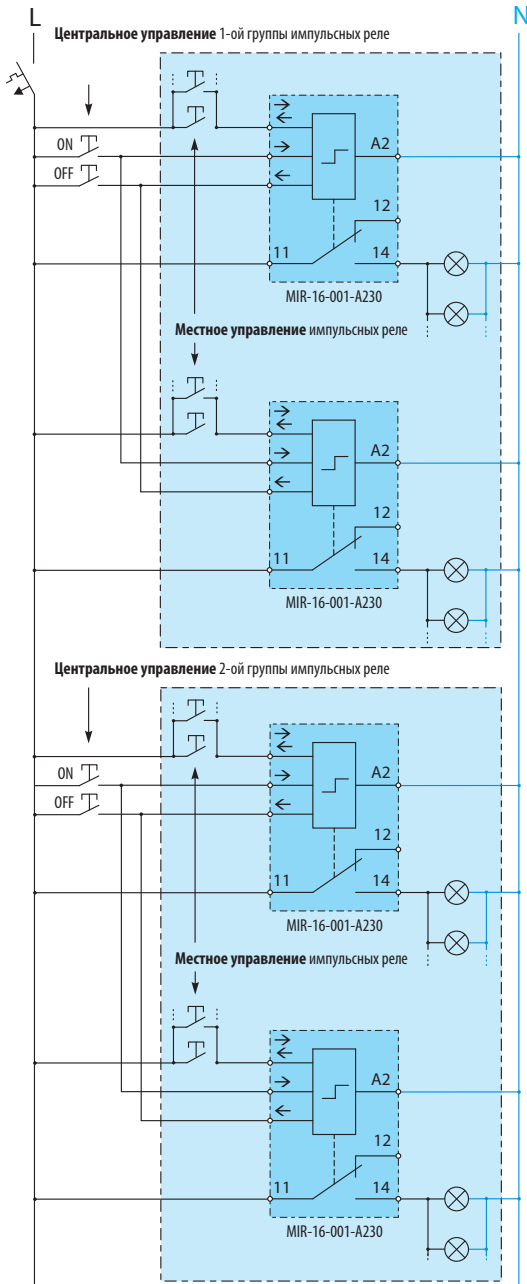 L
N
Центральное управление 1-ой группы импульсных реле
ON
OFF
A2
12
11
14
MIR-16-001-A230
Местное управление импульсных реле
A2
12
11
14
MIR-16-001-A230
Центральное управление 2-ой группы импульсных реле
ON
OFF
A2
12
11
14
MIR-16-001-A230
Местное управление импульсных реле
A2
12
11
14
MIR-16-001-A230